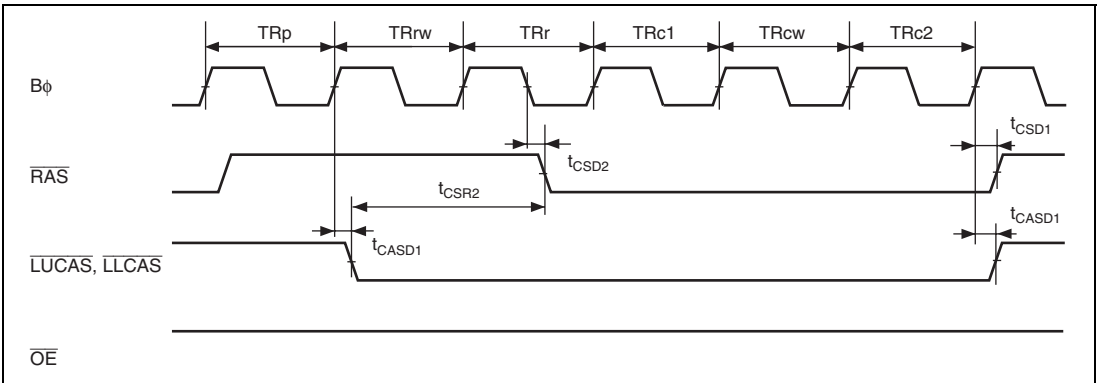 TRp TRrw TRr TRc1 TRcw TRc2
Bϕ
tCSD1
RAS
tCSD2
tCSR2
tCASD1
tCASD1
LUCAS, LLCAS
OE